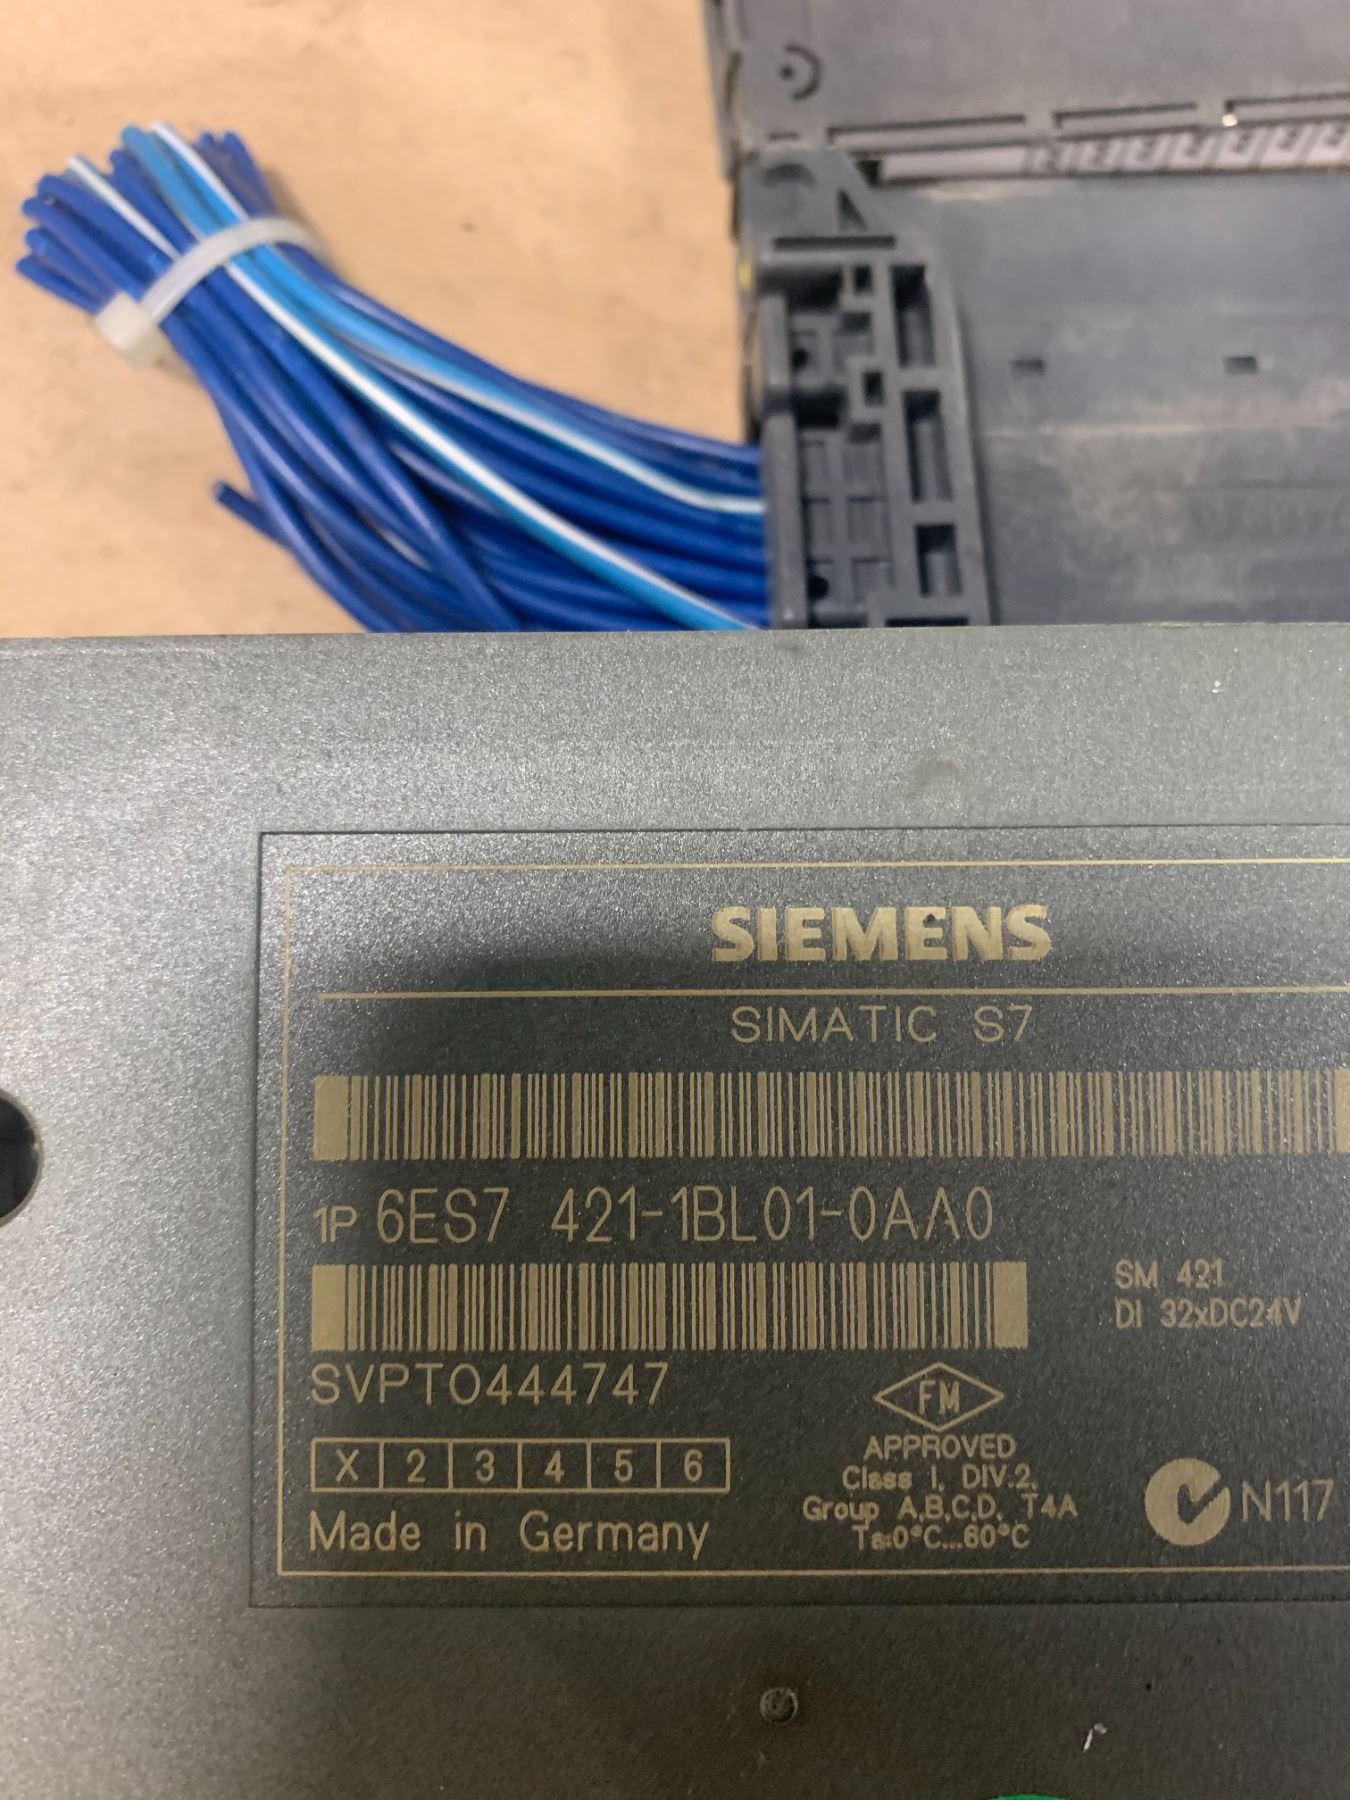 SIEMENS
SIMATIC S7
1P 6ES7 421-1BL01-0AA0
SM 421
DI 32xDC24V
SVPT0444747
FM
APPROVED
Class I, DIV.2,
Group A,B,C,D, T4A
Ta:0°C...60°C
X 2 3 4 5 6
N117
Made in Germany